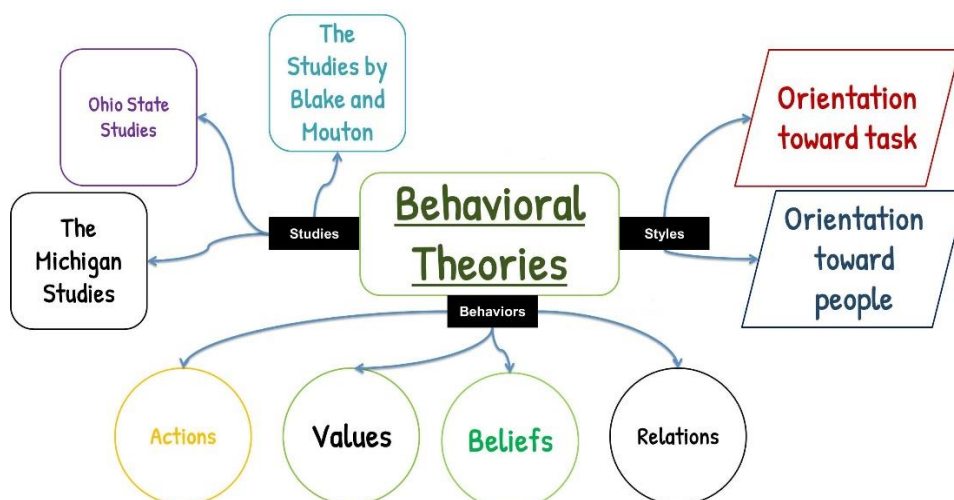 The
Studies by
Blake and
Mouton
Ohio State
Studies
Orientation
toward task
Behavioral
Theories
Studies
Styles
The
Michigan
Studies
Orientation
toward
people
Behaviors
Actions
Values
Beliefs
Relations